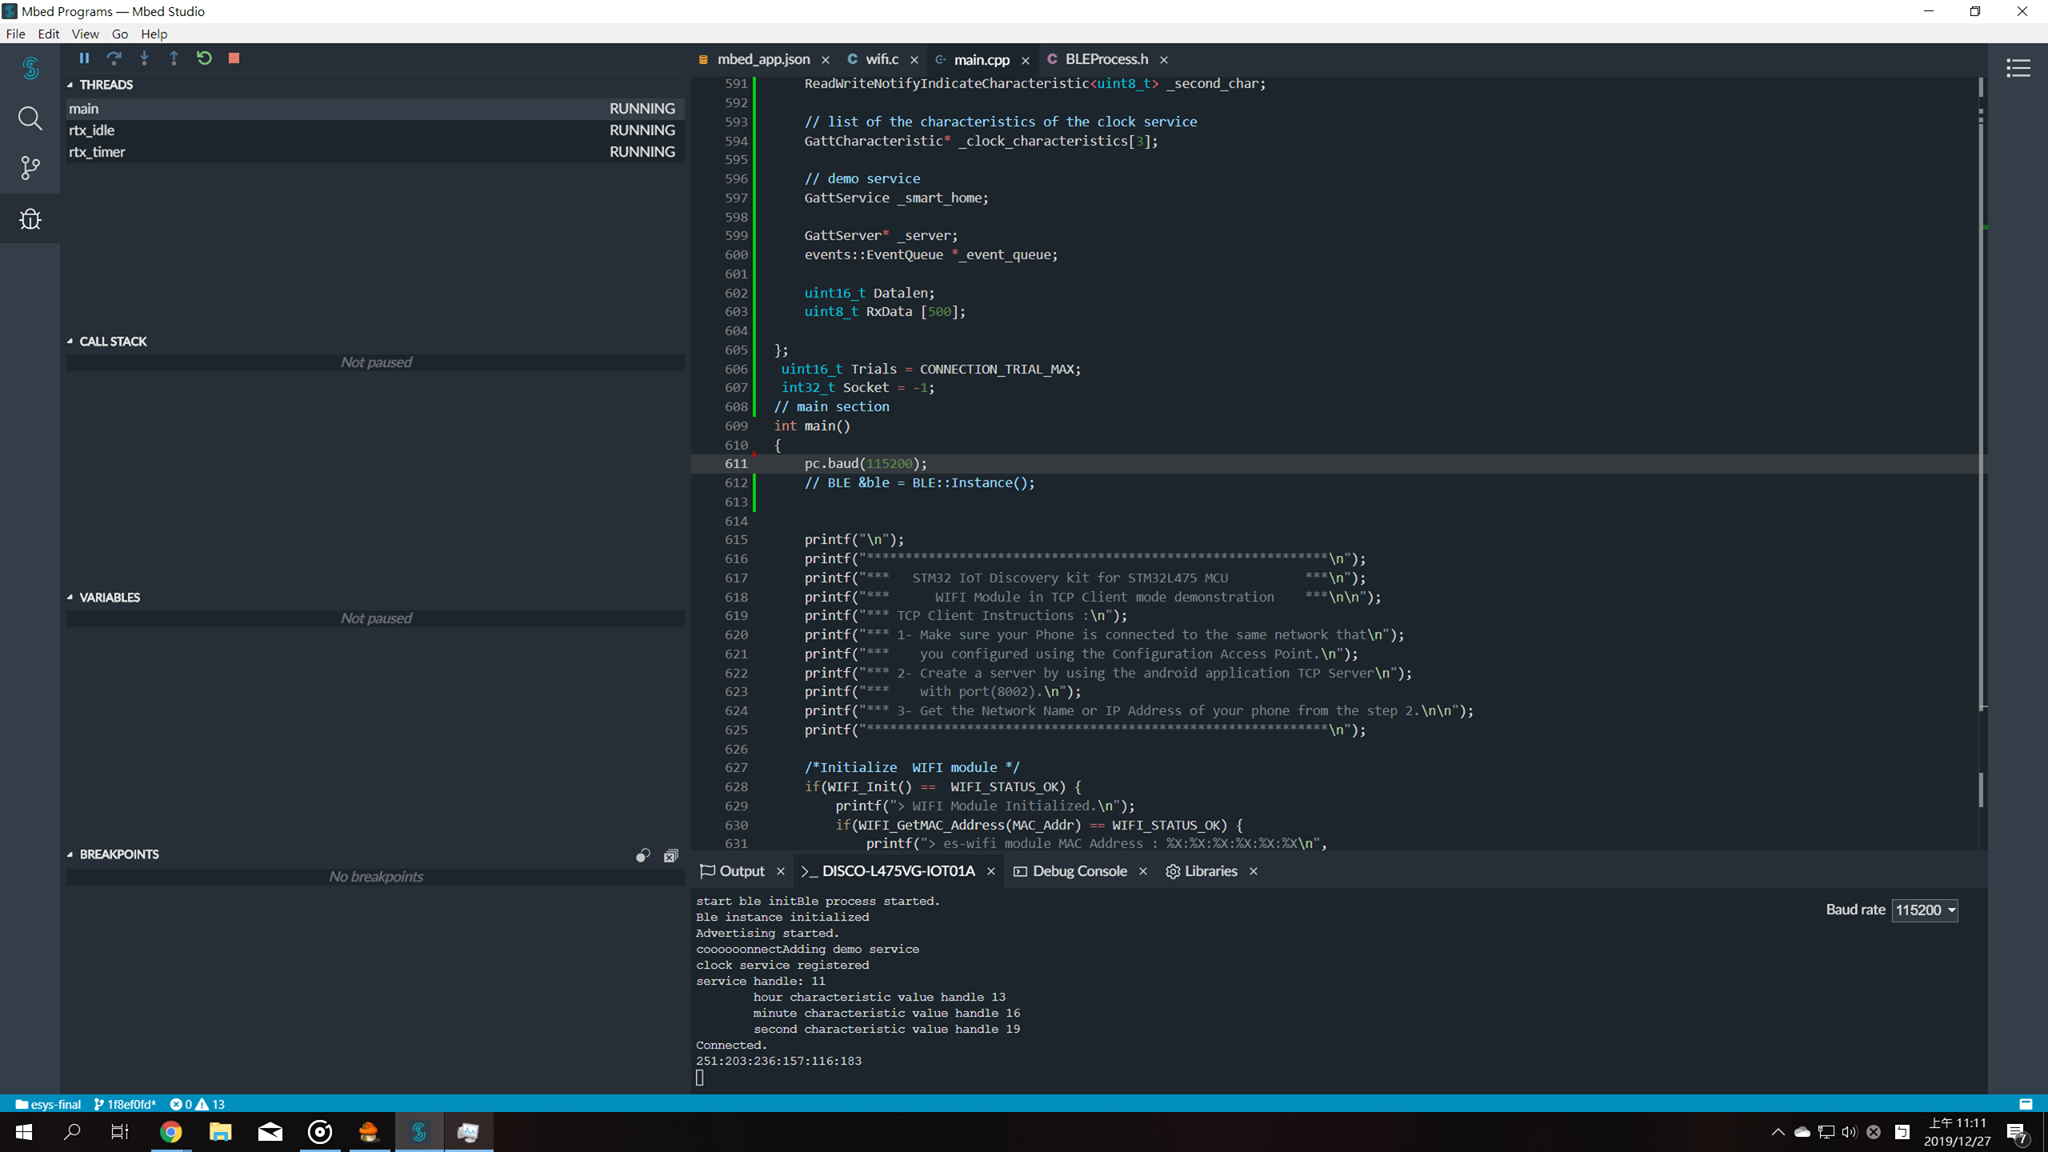 Mbed Programs — Mbed Studio
File Edit View Go Help
THREADS
main RUNNING
rtx_idle RUNNING
rtx_timer RUNNING
CALL STACK
Not paused
VARIABLES
Not paused
BREAKPOINTS
No breakpoints
mbed_app.json × C wifi.c × C+ main.cpp × C BLEProcess.h ×
591 ReadWriteNotifyIndicateCharacteristic<uint8_t> _second_char;
592
593 // list of the characteristics of the clock service
594 GattCharacteristic* _clock_characteristics[3];
595
596 // demo service
597 GattService _smart_home;
598
599 GattServer* _server;
600 events::EventQueue *_event_queue;
601
602 uint16_t Datalen;
603 uint8_t RxData [500];
604
605 };
606 uint16_t Trials = CONNECTION_TRIAL_MAX;
607 int32_t Socket = -1;
608 // main section
609 int main()
610 {
611 pc.baud(115200);
612 // BLE &ble = BLE::Instance();
613
614
615 printf("\n");
616 printf("************************************************************\n");
617 printf("***   STM32 IoT Discovery kit for STM32L475 MCU          ***\n");
618 printf("***      WIFI Module in TCP Client mode demonstration    ***\n\n");
619 printf("*** TCP Client Instructions :\n");
620 printf("*** 1- Make sure your Phone is connected to the same network that\n");
621 printf("***    you configured using the Configuration Access Point.\n");
622 printf("*** 2- Create a server by using the android application TCP Server\n");
623 printf("***    with port(8002).\n");
624 printf("*** 3- Get the Network Name or IP Address of your phone from the step 2.\n\n");
625 printf("************************************************************\n");
626
627 /*Initialize  WIFI module */
628 if(WIFI_Init() ==  WIFI_STATUS_OK) {
629 printf("> WIFI Module Initialized.\n");
630 if(WIFI_GetMAC_Address(MAC_Addr) == WIFI_STATUS_OK) {
631 printf("> es-wifi module MAC Address : %X:%X:%X:%X:%X:%X\n",
Output × >_ DISCO-L475VG-IOT01A × Debug Console × Libraries ×
start ble initBle process started.
Ble instance initialized
Advertising started.
coooooonnectAdding demo service
clock service registered
service handle: 11
hour characteristic value handle 13
minute characteristic value handle 16
second characteristic value handle 19
Connected.
251:203:236:157:116:183
Baud rate 115200
esys-final 1f8ef0fd* 0 13
上午 11:11
2019/12/27
7